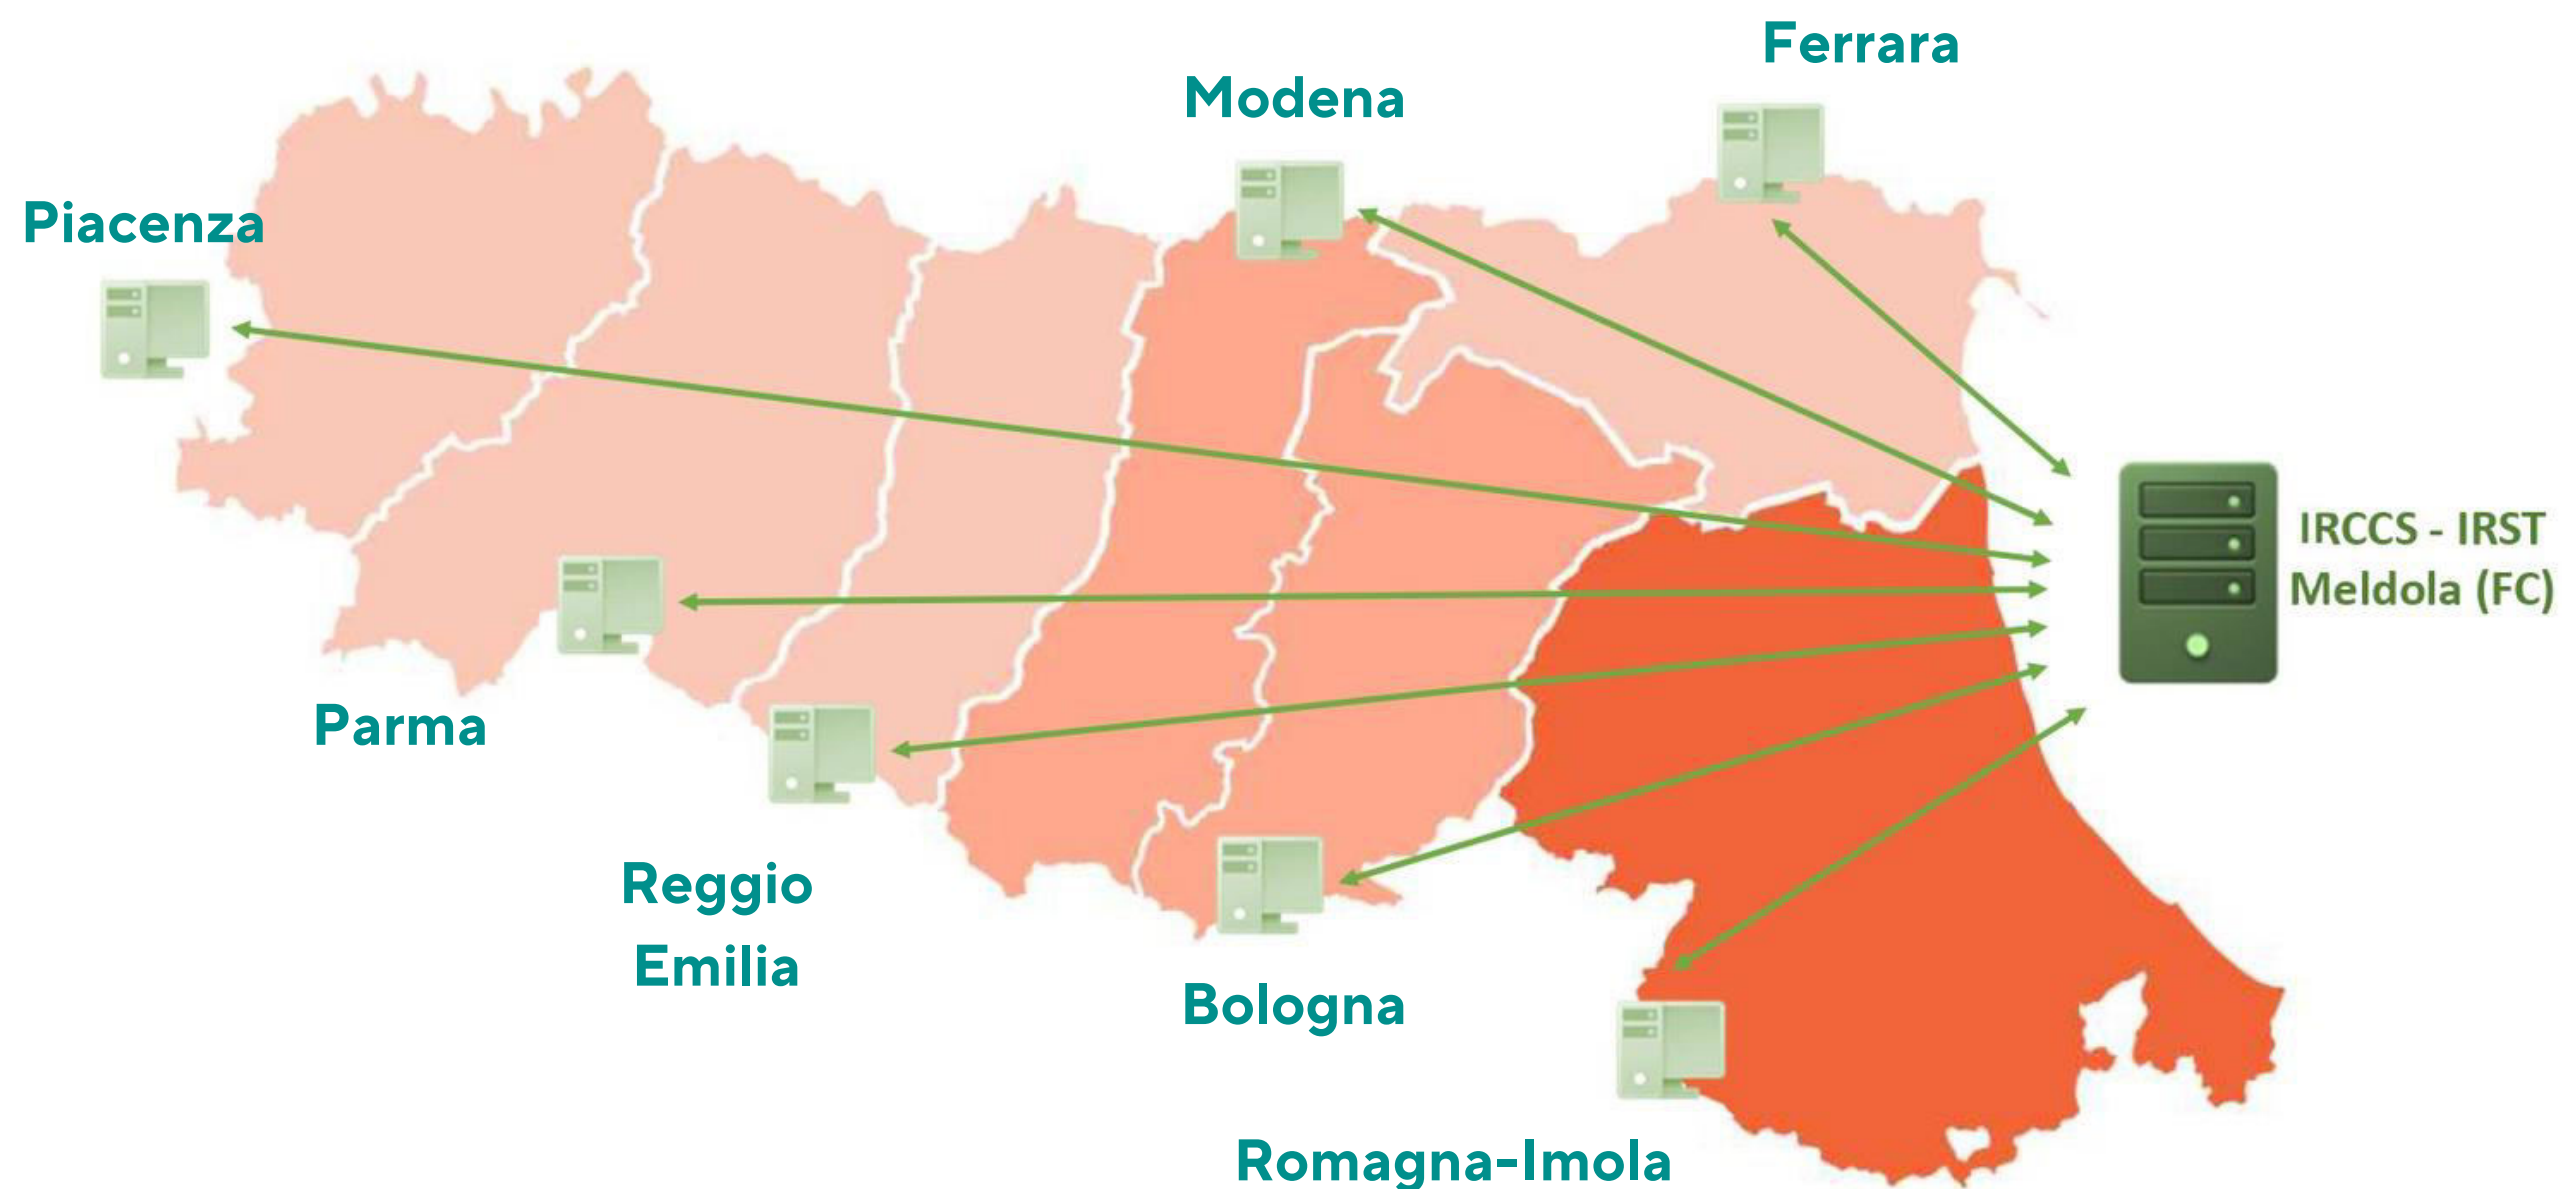 Ferrara
Modena
Piacenza
IRCCS - IRST
Meldola (FC)
Parma
Reggio
Emilia
Bologna
Romagna-Imola